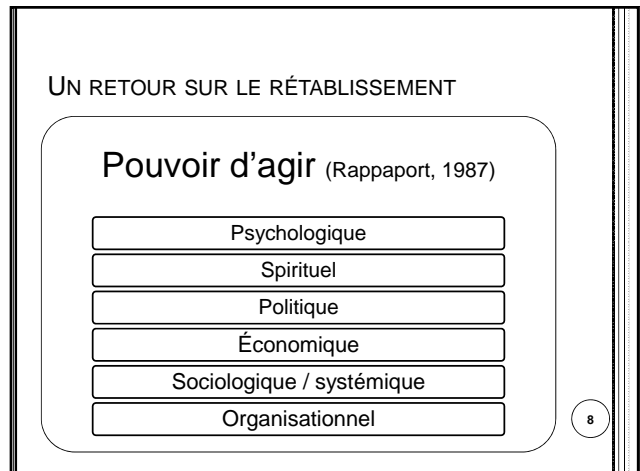 UN RETOUR SUR LE RÉTABLISSEMENT
Pouvoir d'agir (Rappaport, 1987)
Psychologique
Spirituel
Politique
Économique
Sociologique / systémique
Organisationnel
8